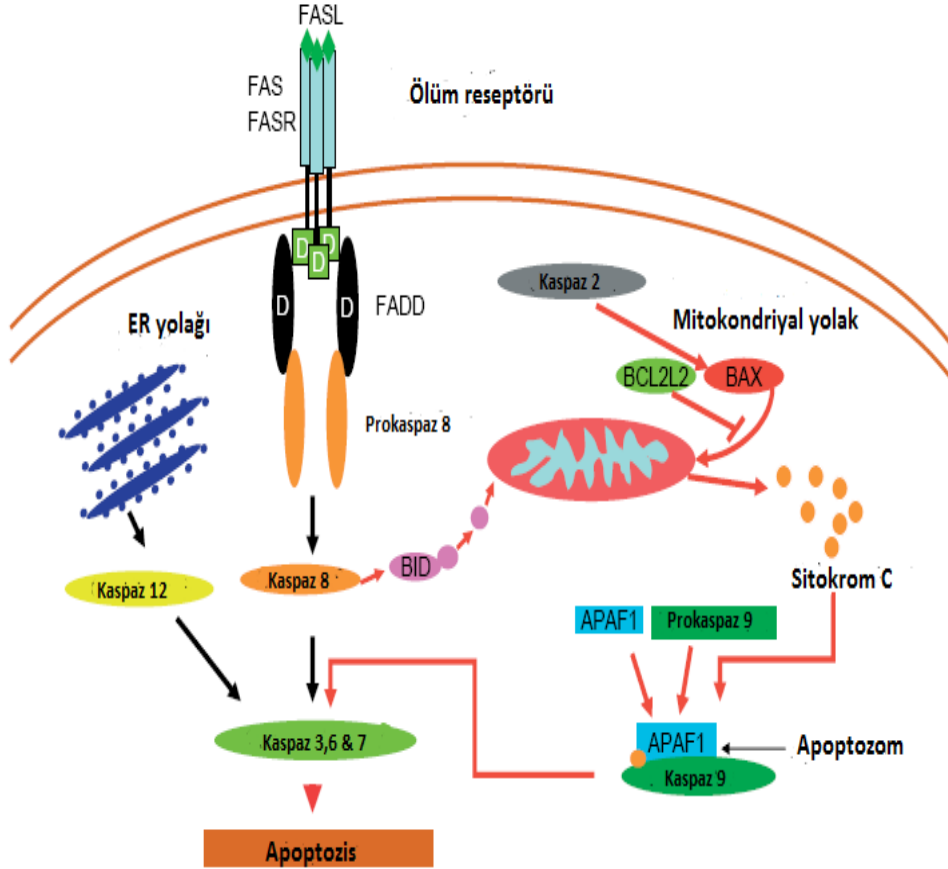 FASL
FAS
FASR
Ölüm reseptörü
D D
D
D D
FADD
Kaspaz 2
ER yolağı
Mitokondriyal yolak
BCL2L2 BAX
Prokaspaz 8
Kaspaz 12
Kaspaz 8
BID
Sitokrom C
APAF1 Prokaspaz 9
Kaspaz 3,6 & 7
APAF1
Kaspaz 9
Apoptozom
Apoptozis